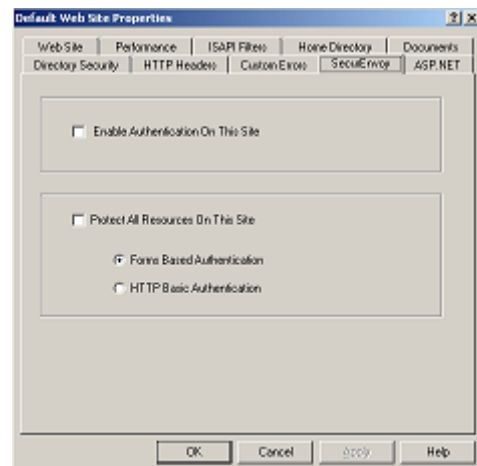 Default Web Site Properties ? ×
Web Site Performance ISAPI Filters Home Directory Documents
Directory Security HTTP Headers Custom Errors SecurEnvoy ASP.NET
Enable Authentication On This Site
Protect All Resources On This Site
Forms Based Authentication
HTTP Basic Authentication
OK Cancel Apply Help